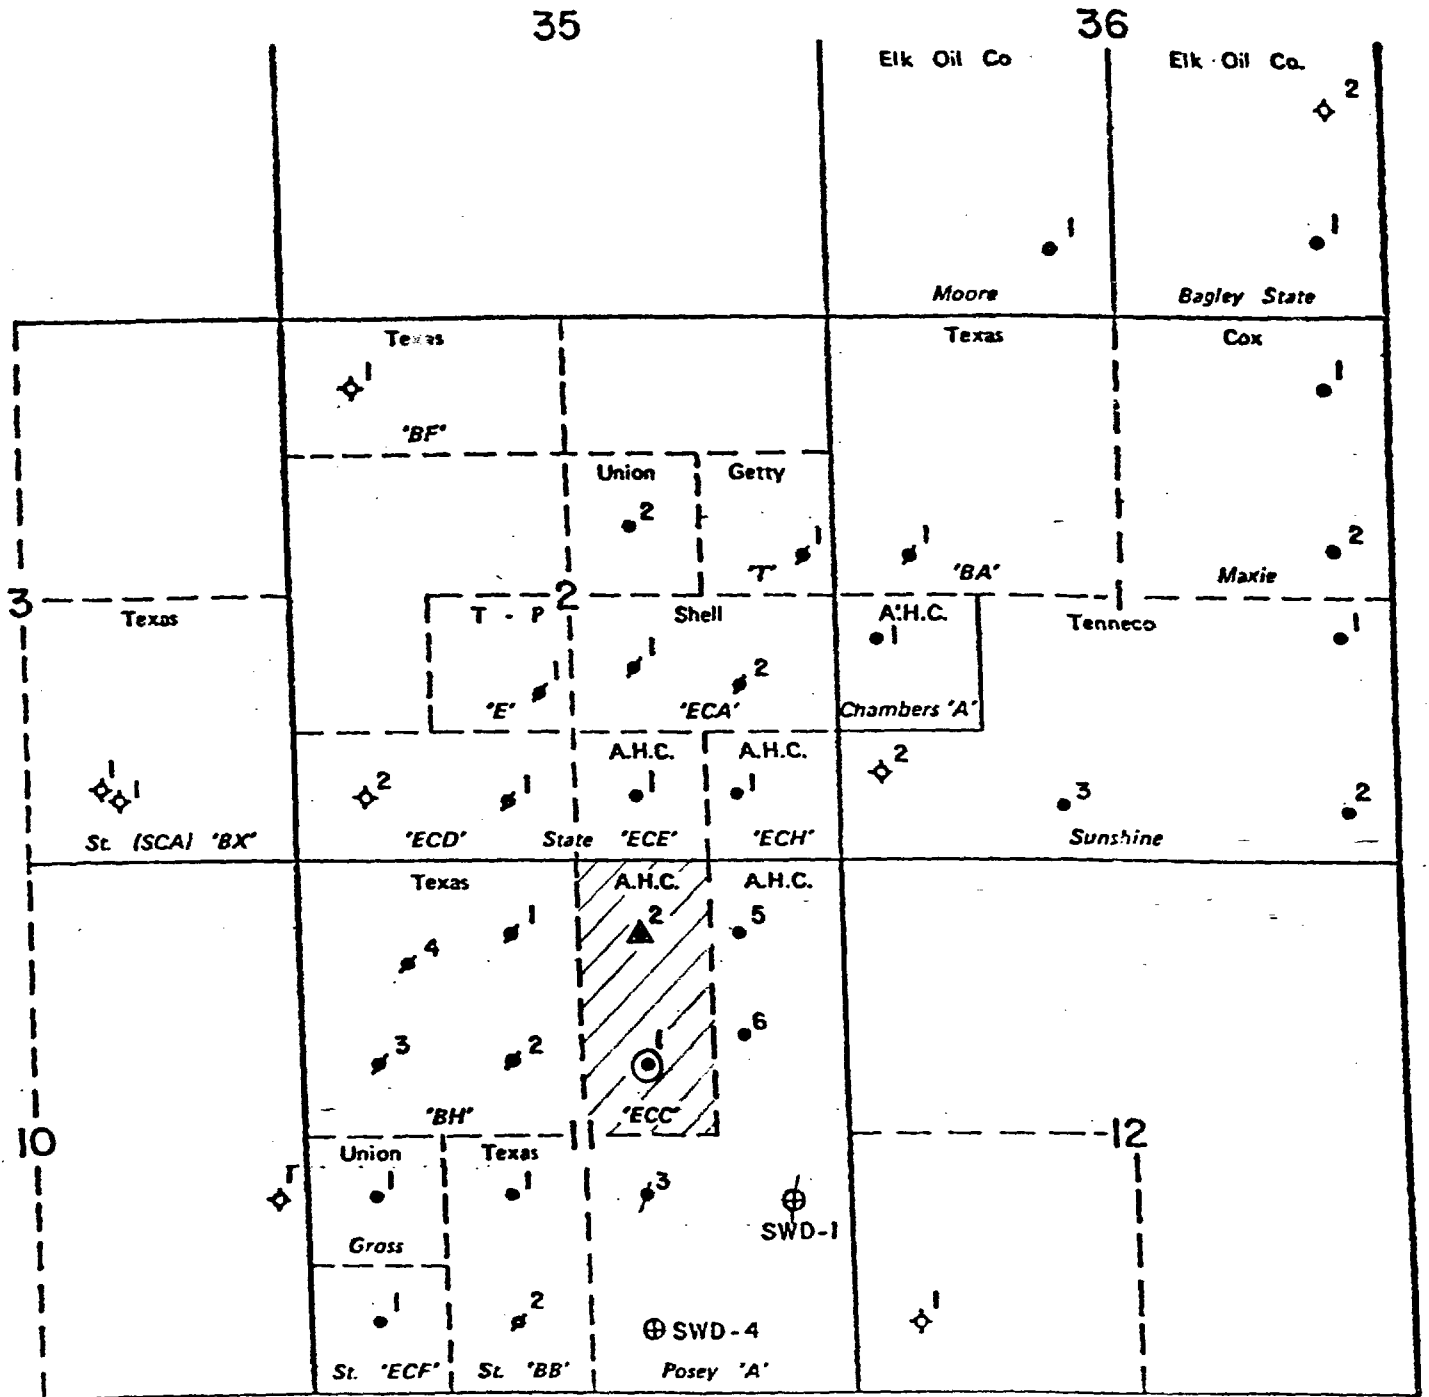 35
36
Elk Oil Co
Elk Oil Co.
2
1
1
Moore
Bagley State
Texas
Texas
Cox
1
1
"BF"
Union
Getty
2
1
1
2
"T"
"BA"
Maxie
3
Texas
T - P
2
Shell
A.H.C.
Tenneco
1
1
1
1
2
"E"
"ECA"
Chambers "A"
A.H.C.
A.H.C.
2
1
1
2
1
1
1
3
2
St. (SCA) "BX"
"ECD"
State
"ECE"
"ECH"
Sunshine
Texas
A.H.C.
A.H.C.
1
2
5
4
6
3
2
1
"BH"
"ECC"
10
11
12
Union
Texas
1
1
3
SWD-1
Gross
1
2
SWD-4
1
St. "ECF"
St. "BB"
Posey "A"